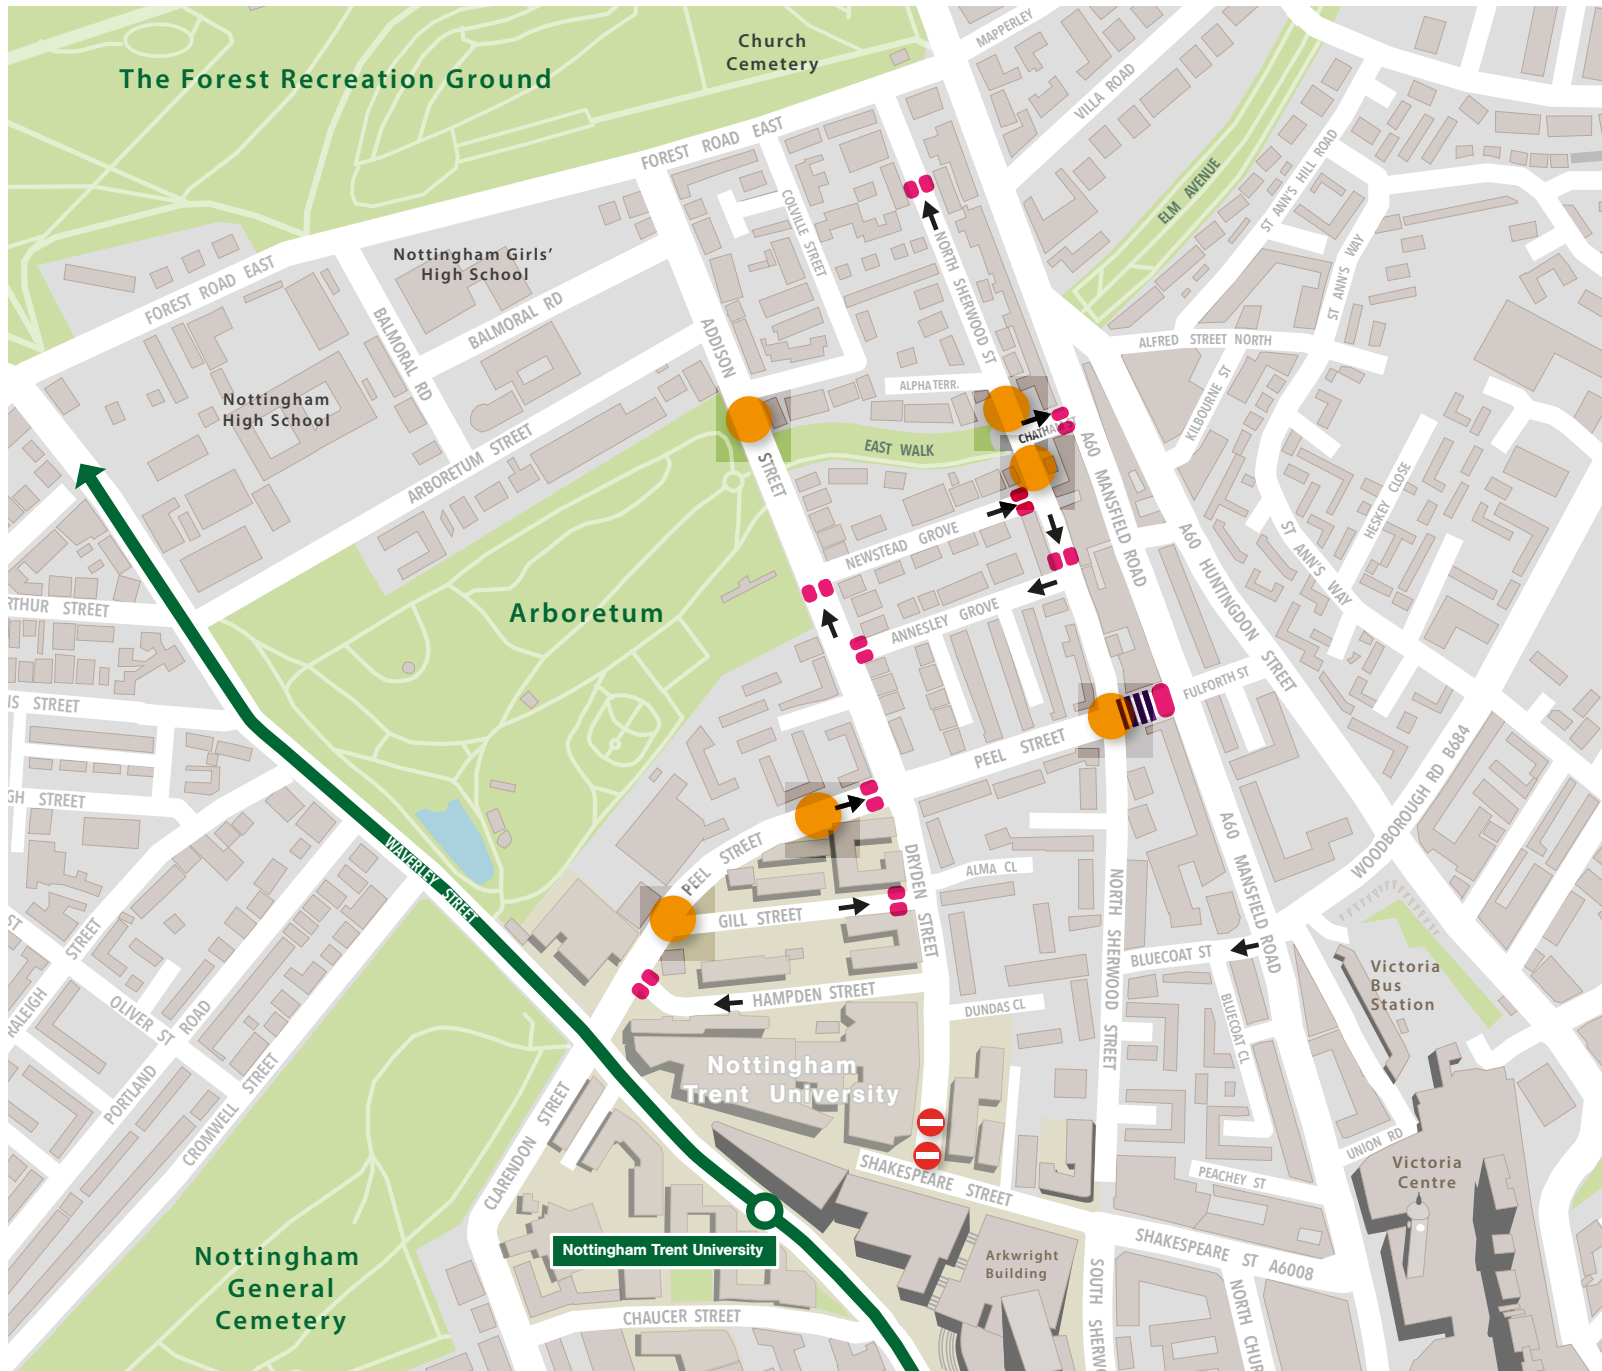 MAPPERLEY
Church
Cemetery
The Forest Recreation Ground
VILLA ROAD
FOREST ROAD EAST
ST ANN'S HILL ROAD
ELM AVENUE
COLVILLE STREET
NORTH SHERWOOD ST
Nottingham Girls'
High School
FOREST ROAD EAST
BALMORAL RD
BALMORAL RD
ST ANN'S WAY
ADDISON
STREET
ALFRED STREET NORTH
ALPHA TERR.
KILBOURNE ST
Nottingham
High School
CHATHAM ST
EAST WALK
A60 MANSFIELD ROAD
ARBORETUM STREET
HESKEY CLOSE
NEWSTEAD GROVE
A60 HUNTINGDON STREET
ST ANN'S WAY
RTHUR STREET
Arboretum
ANNESLEY GROVE
FULFORTH ST
IS STREET
PEEL STREET
WOODBOROUGH RD B684
GH STREET
PEEL STREET
WAVERLEY STREET
DRYDEN STREET
ALMA CL
A60 MANSFIELD ROAD
NORTH SHERWOOD STREET
GILL STREET
ST
STREET
RALEIGH
BLUECOAT ST
Victoria
Bus
Station
HAMPDEN STREET
DUNDAS CL
BLUECOAT CL
OLIVER ST
ROAD
PORTLAND
CROMWELL STREET
Nottingham
Trent University
CLARENDON STREET
UNION RD
SHAKESPEARE STREET
PEACHEY ST
Victoria
Centre
Nottingham
General
Cemetery
Nottingham Trent University
Arkwright
Building
SHAKESPEARE ST A6008
SOUTH SHERW
NORTH CHUR
CHAUCER STREET